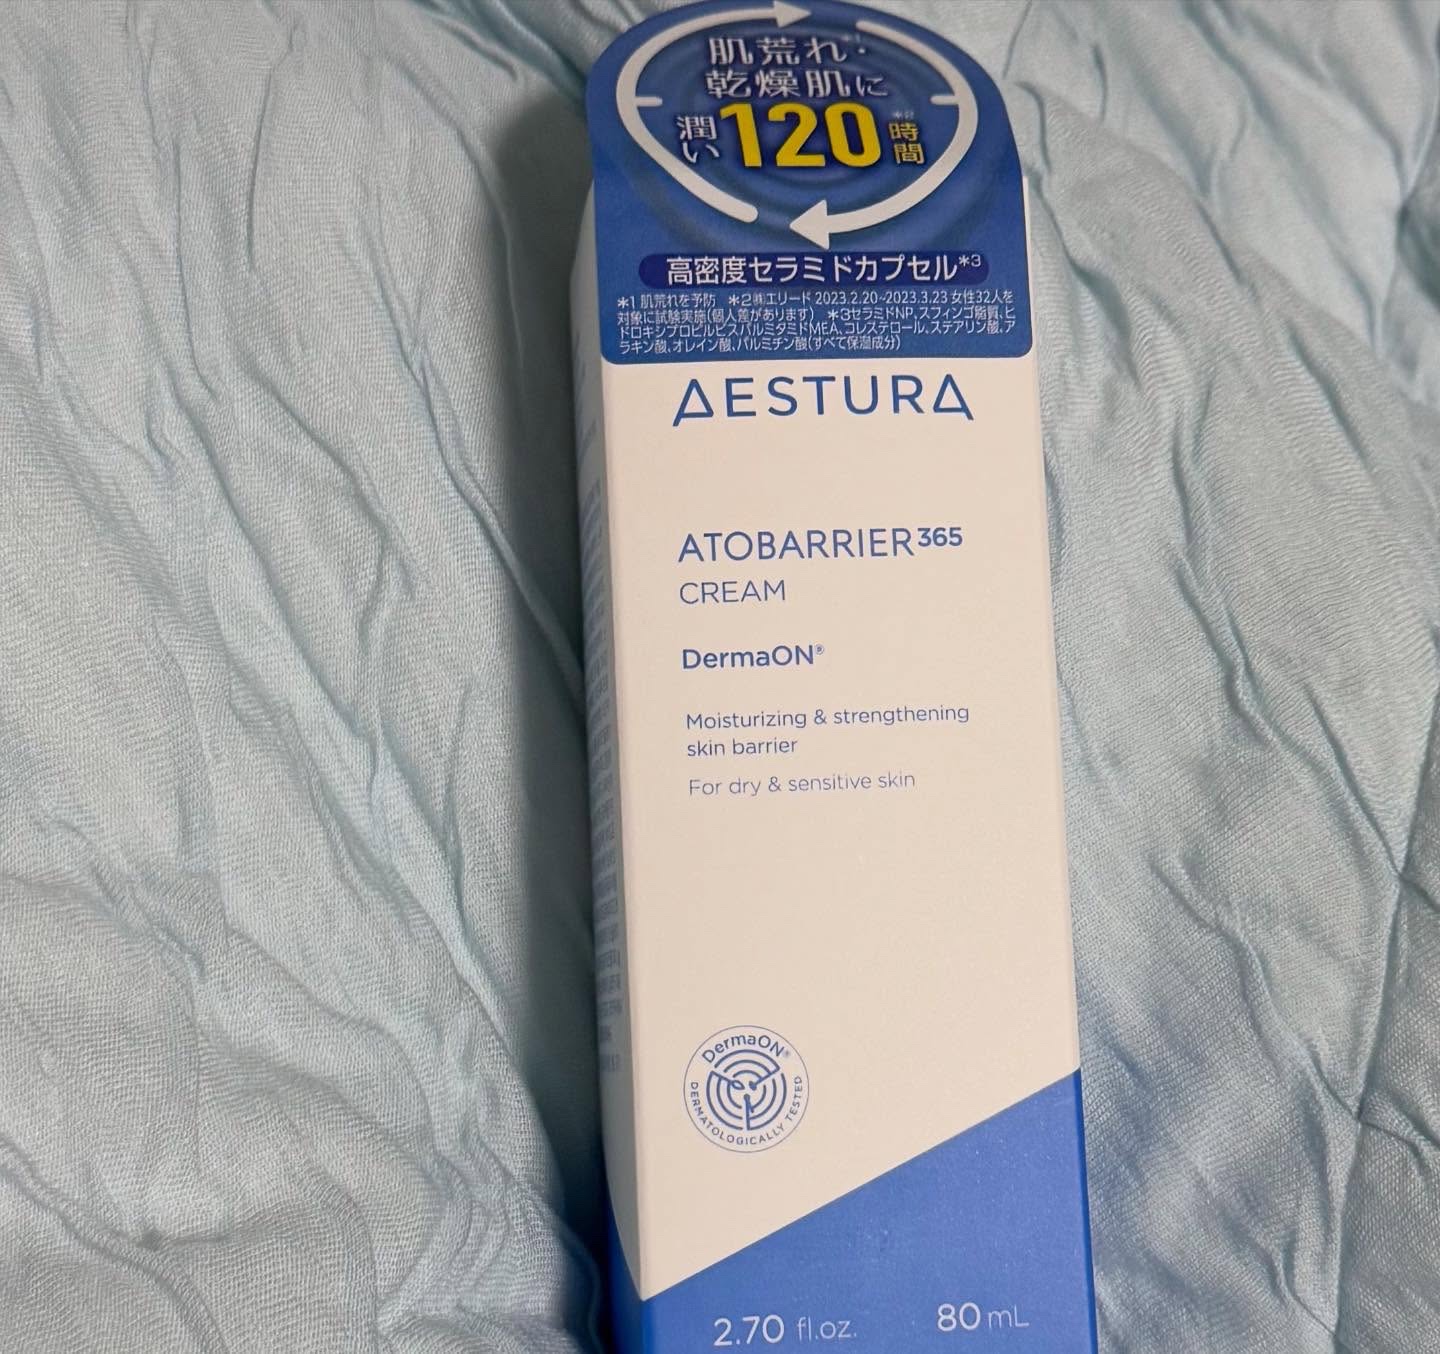 肌荒れ*1・
乾燥肌に
潤い120*2時間
高密度セラミドカプセル*3
*1 肌荒れを予防 *2㈱エリード 2023.2.20~2023.3.23 女性32人を
対象に試験実施(個人差があります) *3セラミドNP、スフィンゴ脂質、ヒ
ドロキシプロピルビスパルミタミドMEA、コレステロール、ステアリン酸、ア
ラキン酸、オレイン酸、パルミチン酸(すべて保湿成分)
AESTURA
ATOBARRIER365
CREAM
DermaON®
Moisturizing & strengthening
skin barrier
For dry & sensitive skin
DermaON®
DERMATOLOGICALLY TESTED
2.70 fl.oz. 80 mL